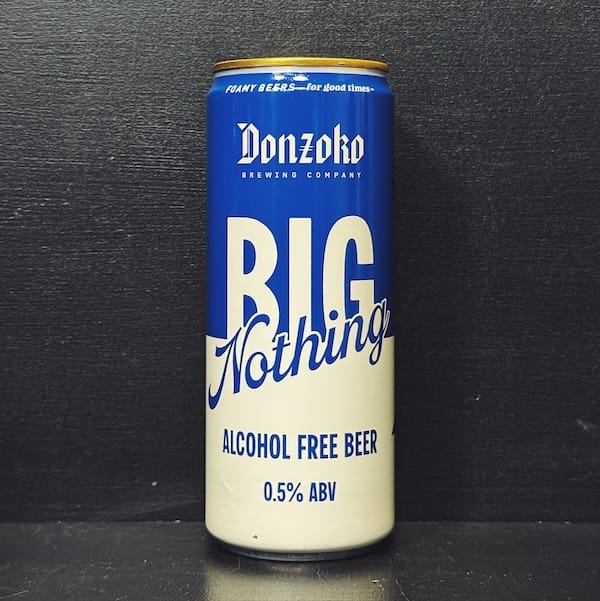 FOAMY BEERS—for good times~
Donzoko
BREWING COMPANY
BIG
Nothing
ALCOHOL FREE BEER
0.5% ABV